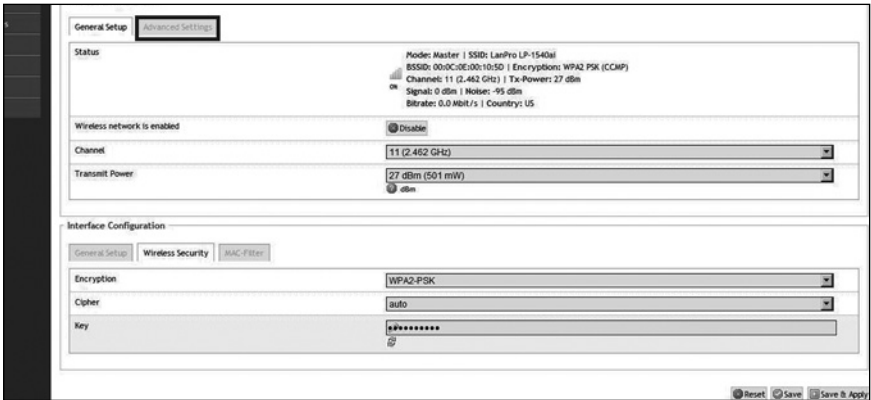 s
General Setup Advanced Settings
Status
Mode: Master | SSID: LanPro LP-1540ai
BSSID: 00:0C:0E:00:10:5D | Encryption: WPA2 PSK (CCMP)
Channel: 11 (2.462 GHz) | Tx-Power: 27 dBm
ON
Signal: 0 dBm | Noise: -95 dBm
Bitrate: 0.0 Mbit/s | Country: US
Wireless network is enabled Disable
Channel 11 (2.462 GHz)
Transmit Power 27 dBm (501 mW)
dBm
Interface Configuration
General Setup Wireless Security MAC-Filter
Encryption WPA2-PSK
Cipher auto
Key ••••••••••
Reset Save Save & Apply